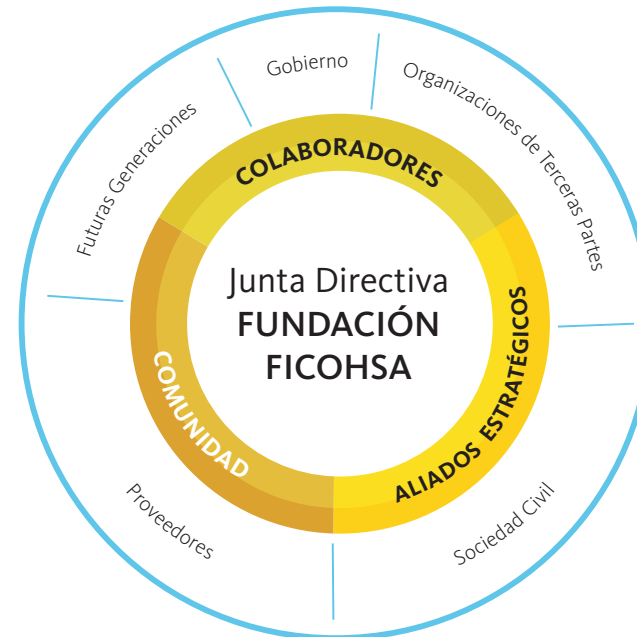 Gobierno
Organizaciones de Terceras Partes
Futuras Generaciones
COLABORADORES
Junta Directiva
FUNDACIÓN
FICOHSA
COMUNIDAD
ALIADOS ESTRATÉGICOS
Proveedores
Sociedad Civil